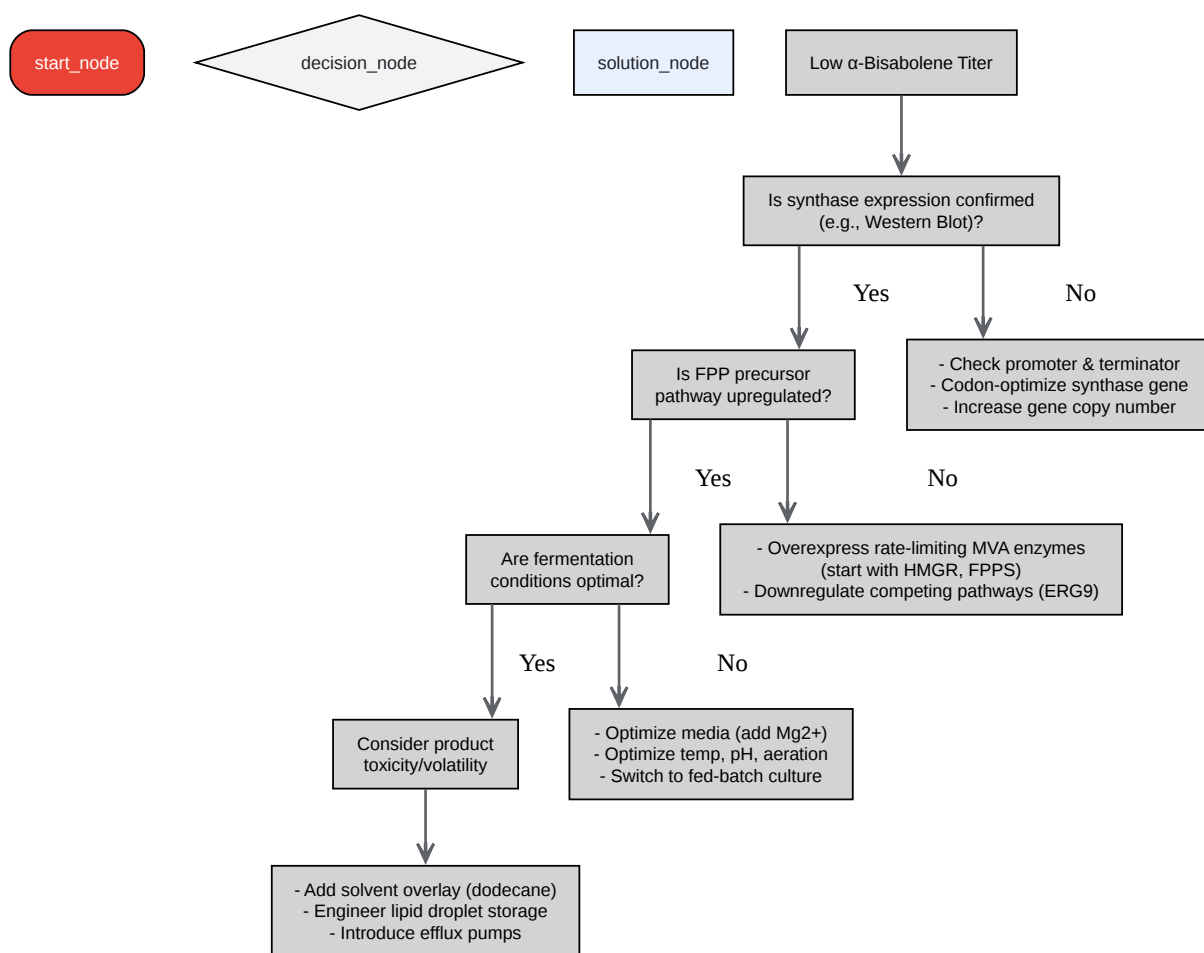 start_node
decision_node
solution_node
Low α-Bisabolene Titer
Is synthase expression confirmed
(e.g., Western Blot)?
Yes
No
Is FPP precursor
pathway upregulated?
- Check promoter & terminator
- Codon-optimize synthase gene
- Increase gene copy number
Yes
No
Are fermentation
conditions optimal?
- Overexpress rate-limiting MVA enzymes
(start with HMGR, FPPS)
- Downregulate competing pathways (ERG9)
Yes
No
Consider product
toxicity/volatility
- Optimize media (add Mg2+)
- Optimize temp, pH, aeration
- Switch to fed-batch culture
- Add solvent overlay (dodecane)
- Engineer lipid droplet storage
- Introduce efflux pumps